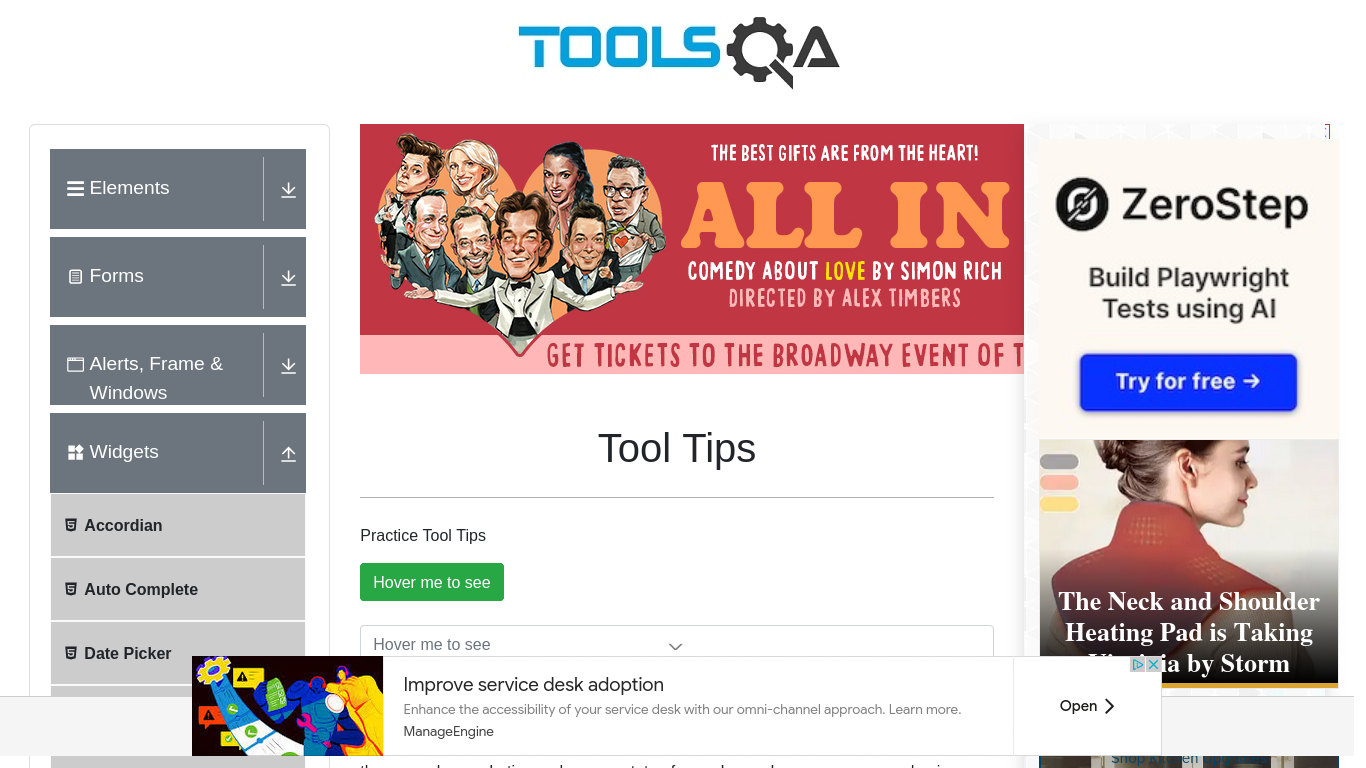 TOOLSQA
Elements
Forms
Alerts, Frame &
Windows
Widgets
Accordian
Auto Complete
Date Picker
THE BEST GIFTS ARE FROM THE HEART!
ALL IN
COMEDY ABOUT LOVE BY SIMON RICH
DIRECTED BY ALEX TIMBERS
GET TICKETS TO THE BROADWAY EVENT OF T
Tool Tips
Practice Tool Tips
Hover me to see
Hover me to see
ZeroStep
Build Playwright
Tests using AI
Try for free →
The Neck and Shoulder
Heating Pad is Taking
Virginia by Storm
Improve service desk adoption
Enhance the accessibility of your service desk with our omni-channel approach. Learn more.
ManageEngine
Open